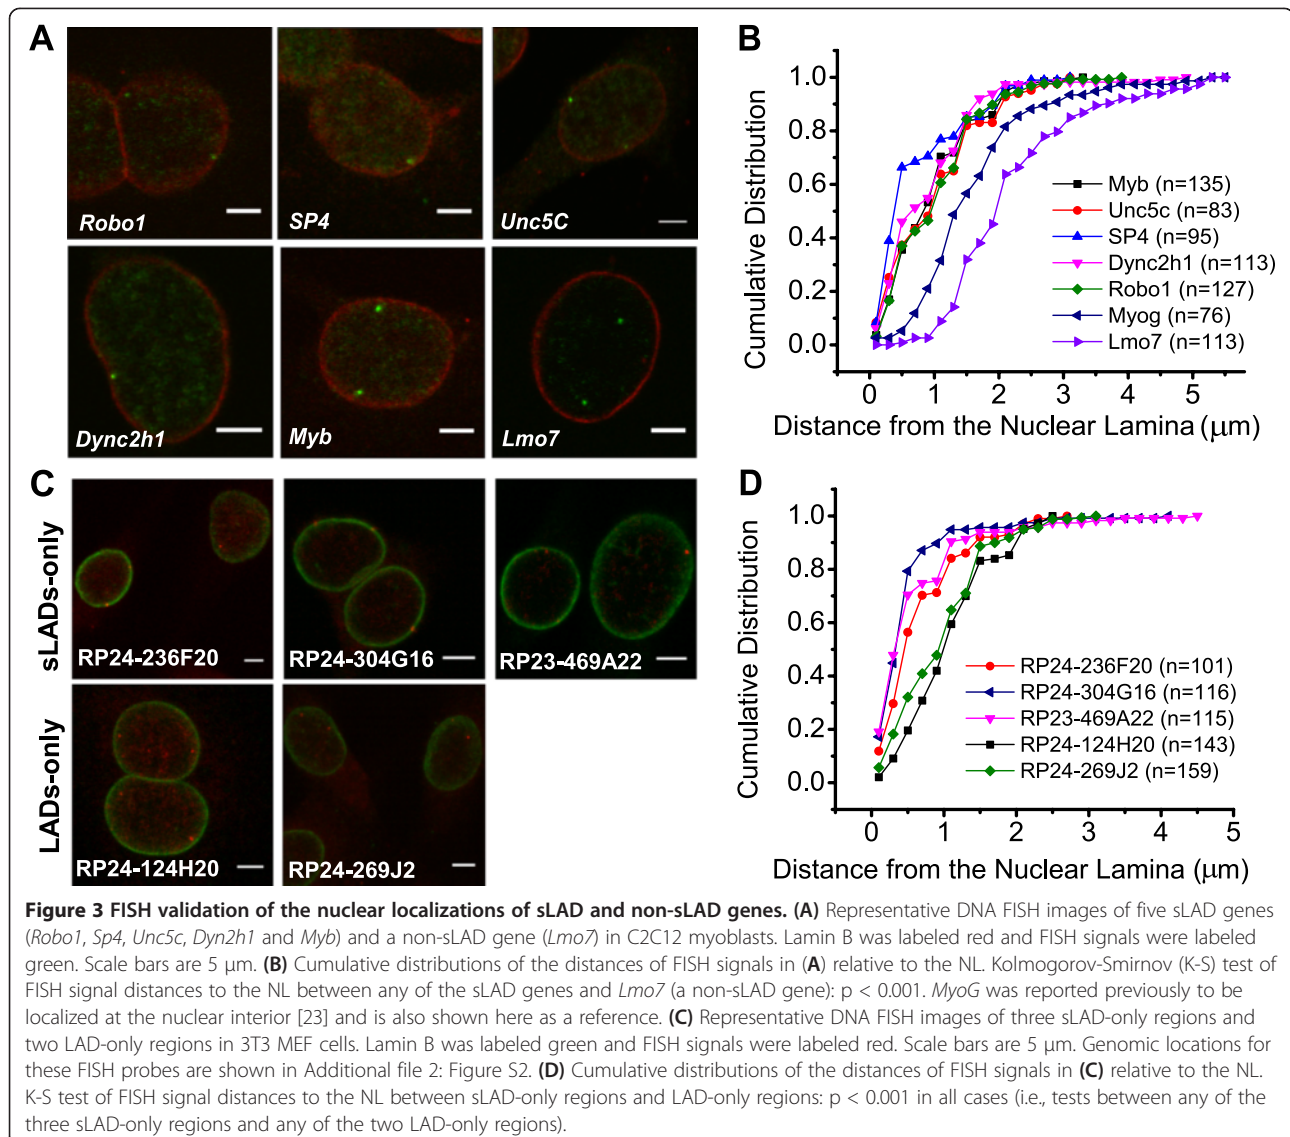 A
Robo1
SP4
Unc5C
Dync2h1
Myb
Lmo7
B
Cumulative Distribution
1.0
0.8
0.6
0.4
0.2
0.0
Myb (n=135)
Unc5c (n=83)
SP4 (n=95)
Dync2h1 (n=113)
Robo1 (n=127)
Myog (n=76)
Lmo7 (n=113)
0 1 2 3 4 5
Distance from the Nuclear Lamina (μm)
C
sLADs-only
RP24-236F20
RP24-304G16
RP23-469A22
LADs-only
RP24-124H20
RP24-269J2
D
Cumulative Distribution
1.0
0.8
0.6
0.4
0.2
0.0
RP24-236F20 (n=101)
RP24-304G16 (n=116)
RP23-469A22 (n=115)
RP24-124H20 (n=143)
RP24-269J2 (n=159)
0 1 2 3 4 5
Distance from the Nuclear Lamina (μm)
Figure 3 FISH validation of the nuclear localizations of sLAD and non-sLAD genes. (A) Representative DNA FISH images of five sLAD genes
(Robo1, Sp4, Unc5c, Dyn2h1 and Myb) and a non-sLAD gene (Lmo7) in C2C12 myoblasts. Lamin B was labeled red and FISH signals were labeled
green. Scale bars are 5 μm. (B) Cumulative distributions of the distances of FISH signals in (A) relative to the NL. Kolmogorov-Smirnov (K-S) test of
FISH signal distances to the NL between any of the sLAD genes and Lmo7 (a non-sLAD gene): p < 0.001. MyoG was reported previously to be
localized at the nuclear interior [23] and is also shown here as a reference. (C) Representative DNA FISH images of three sLAD-only regions and
two LAD-only regions in 3T3 MEF cells. Lamin B was labeled green and FISH signals were labeled red. Scale bars are 5 μm. Genomic locations for
these FISH probes are shown in Additional file 2: Figure S2. (D) Cumulative distributions of the distances of FISH signals in (C) relative to the NL.
K-S test of FISH signal distances to the NL between sLAD-only regions and LAD-only regions: p < 0.001 in all cases (i.e., tests between any of the
three sLAD-only regions and any of the two LAD-only regions).